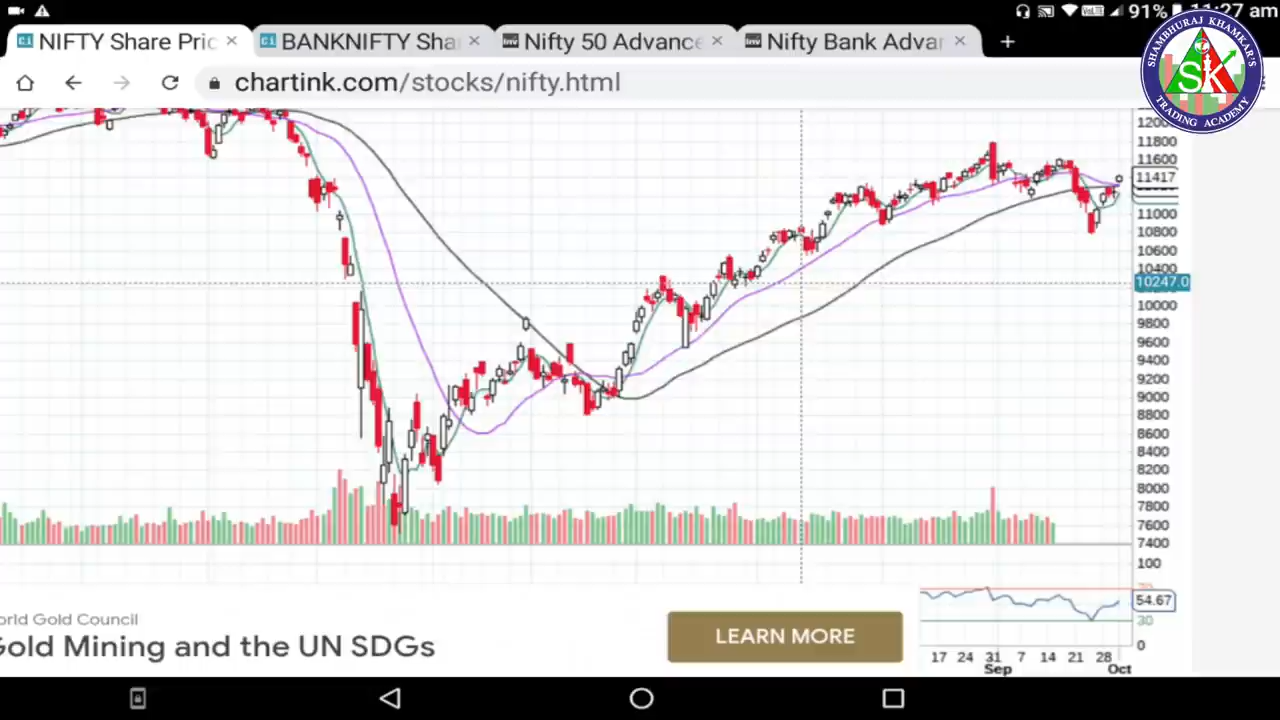 91% 11:27 am
NIFTY Share Pric
BANKNIFTY Sha
Nifty 50 Advance
Nifty Bank Advar
SHAMBHURAJ KHAMKAR'S
SK
TRADING ACADEMY
chartink.com/stocks/nifty.html
11800
11600
11417
11000
10800
10600
10400
10247.0
10000
9800
9600
9400
9200
9000
8800
8600
8400
8200
8000
7800
7600
7400
100
54.67
30
0
17 24 31 7 14 21 28
Sep Oct
orld Gold Council
Gold Mining and the UN SDGs
LEARN MORE